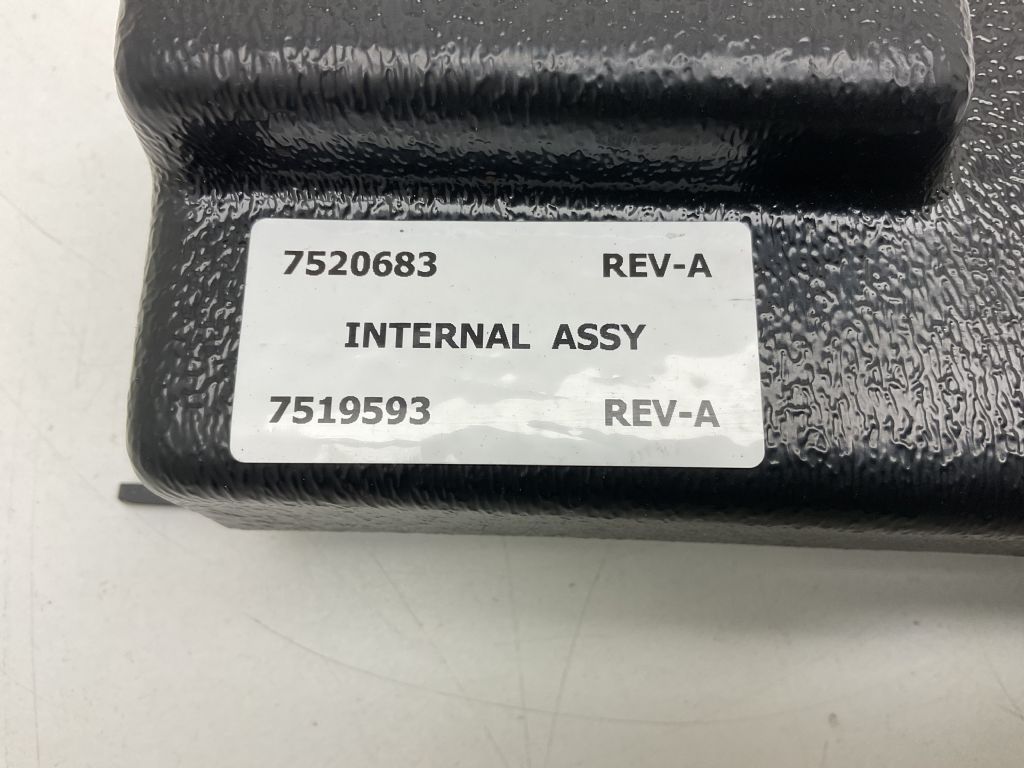 7520683 REV-A
INTERNAL ASSY
7519593 REV-A